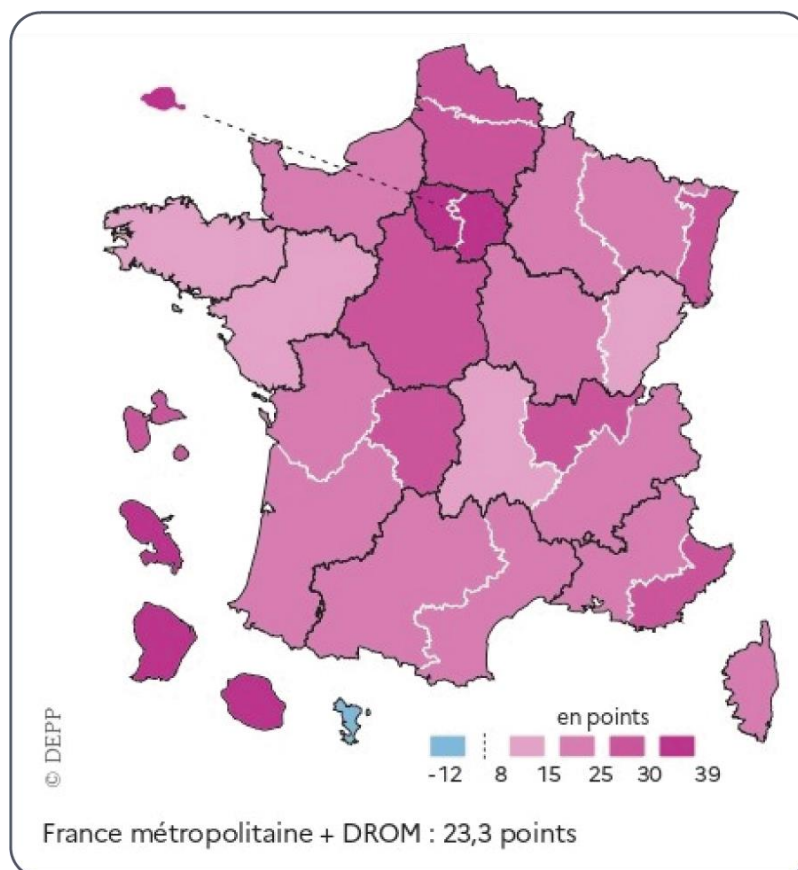 © DEPP
en points
-12 8 15 25 30 39
France métropolitaine + DROM : 23,3 points